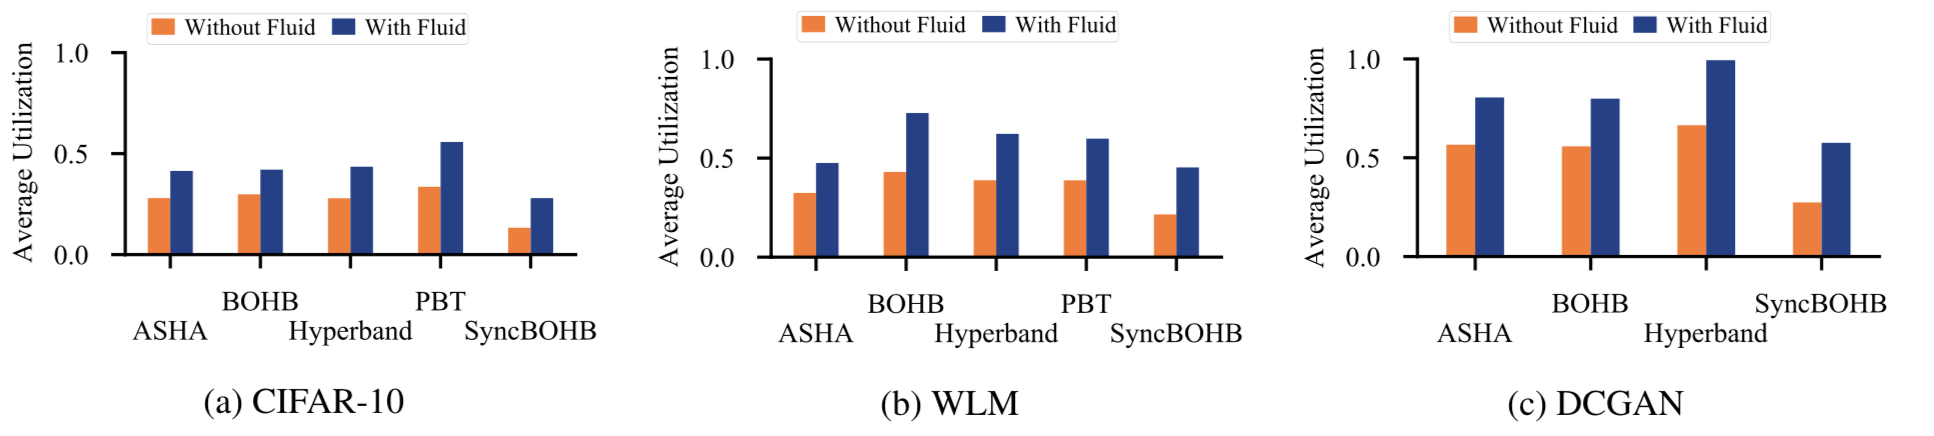 Without Fluid With Fluid
Average Utilization
1.0
0.5
0.0
BOHB PBT
ASHA Hyperband SyncBOHB
(a) CIFAR-10
Without Fluid With Fluid
Average Utilization
1.0
0.5
0.0
BOHB PBT
ASHA Hyperband SyncBOHB
(b) WLM
Without Fluid With Fluid
Average Utilization
1.0
0.5
0.0
BOHB SyncBOHB
ASHA Hyperband
(c) DCGAN